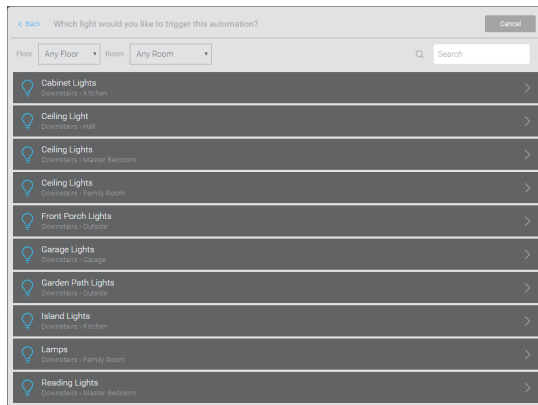 < Back Which light would you like to trigger this automation? Cancel
Floor Any Floor Room Any Room Search
Cabinet Lights
Downstairs › Kitchen
Ceiling Light
Downstairs › Hall
Ceiling Lights
Downstairs › Master Bedroom
Ceiling Lights
Downstairs › Family Room
Front Porch Lights
Downstairs › Outside
Garage Lights
Downstairs › Garage
Garden Path Lights
Downstairs › Outside
Island Lights
Downstairs › Kitchen
Lamps
Downstairs › Family Room
Reading Lights
Downstairs › Master Bedroom